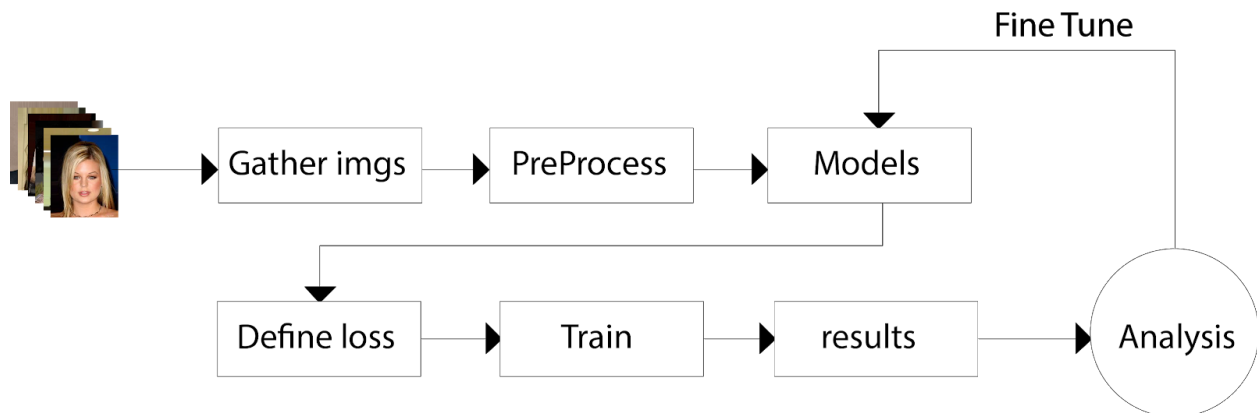 Fine Tune
Gather imgs
PreProcess
Models
Define loss
Train
results
Analysis